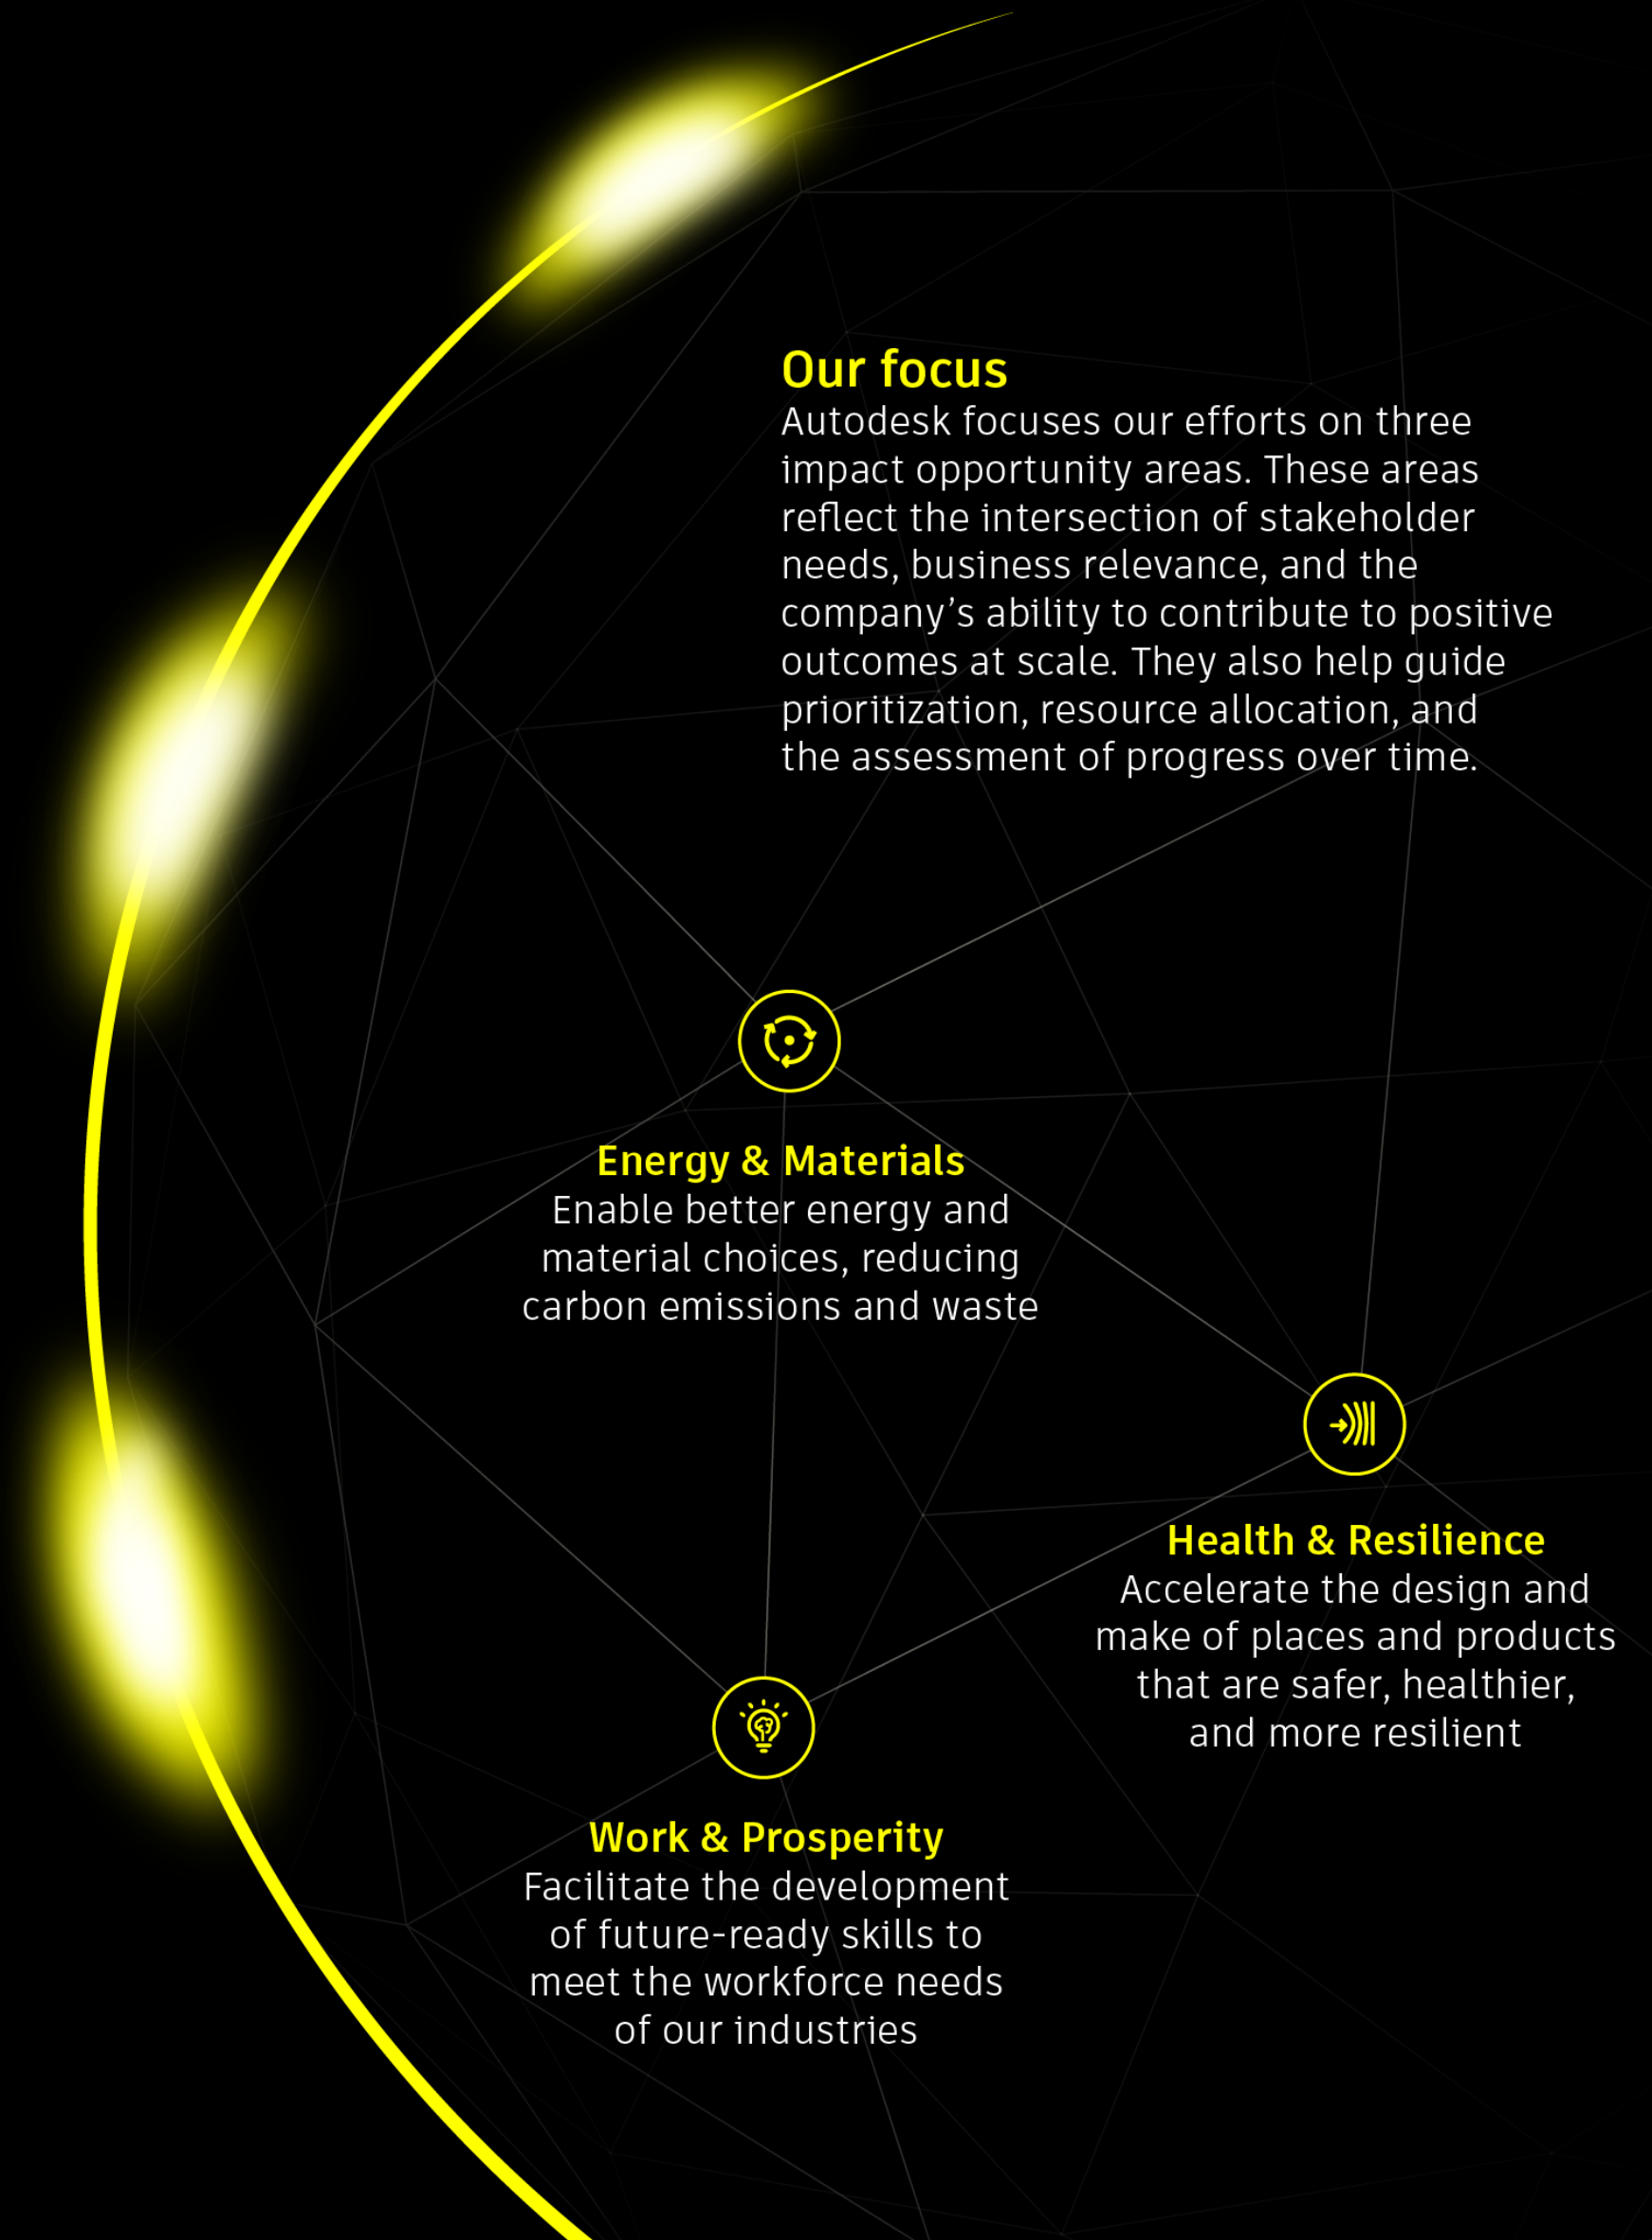 Our focus
Autodesk focuses our efforts on three
impact opportunity areas. These areas
reflect the intersection of stakeholder
needs, business relevance, and the
company’s ability to contribute to positive
outcomes at scale. They also help guide
prioritization, resource allocation, and
the assessment of progress over time.
Energy & Materials
Enable better energy and
material choices, reducing
carbon emissions and waste
Health & Resilience
Accelerate the design and
make of places and products
that are safer, healthier,
and more resilient
Work & Prosperity
Facilitate the development
of future-ready skills to
meet the workforce needs
of our industries